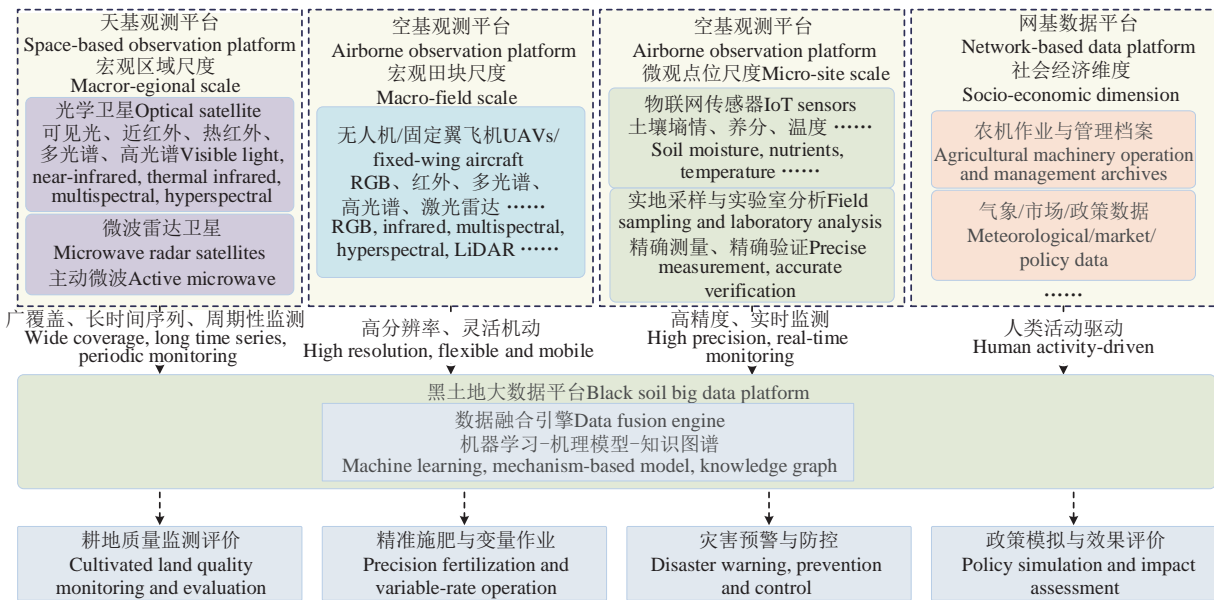 天基观测平台
Space-based observation platform
宏观区域尺度
Macror-egional scale
光学卫星Optical satellite
可见光、近红外、热红外、
多光谱、高光谱Visible light,
near-infrared, thermal infrared,
multispectral, hyperspectral
微波雷达卫星
Microwave radar satellites
主动微波Active microwave
空基观测平台
Airborne observation platform
宏观田块尺度
Macro-field scale
无人机/固定翼飞机UAVs/
fixed-wing aircraft
RGB、红外、多光谱、
高光谱、激光雷达 ······
RGB, infrared, multispectral,
hyperspectral, LiDAR ······
空基观测平台
Airborne observation platform
微观点位尺度Micro-site scale
物联网传感器IoT sensors
土壤墒情、养分、温度 ······
Soil moisture, nutrients,
temperature ······
实地采样与实验室分析Field
sampling and laboratory analysis
精确测量、精确验证Precise
measurement, accurate
verification
网基数据平台
Network-based data platform
社会经济维度
Socio-economic dimension
农机作业与管理档案
Agricultural machinery operation
and management archives
气象/市场/政策数据
Meteorological/market/
policy data
······
广覆盖、长时间序列、周期性监测
Wide coverage, long time series,
periodic monitoring
高分辨率、灵活机动
High resolution, flexible and mobile
高精度、实时监测
High precision, real-time
monitoring
人类活动驱动
Human activity-driven
黑土地大数据平台Black soil big data platform
数据融合引擎Data fusion engine
机器学习-机理模型-知识图谱
Machine learning, mechanism-based model, knowledge graph
耕地质量监测评价
Cultivated land quality
monitoring and evaluation
精准施肥与变量作业
Precision fertilization and
variable-rate operation
灾害预警与防控
Disaster warning, prevention
and control
政策模拟与效果评价
Policy simulation and impact
assessment